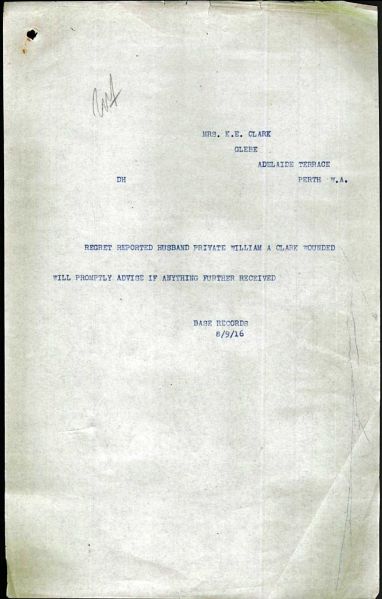 MRS. K.E. CLARK
GLEBE
ADELAIDE TERRACE
DH PERTH W.A.
REGRET REPORTED HUSBAND PRIVATE WILLIAM A CLARK WOUNDED
WILL PROMPTLY ADVISE IF ANYTHING FURTHER RECEIVED
BASE RECORDS
8/9/16